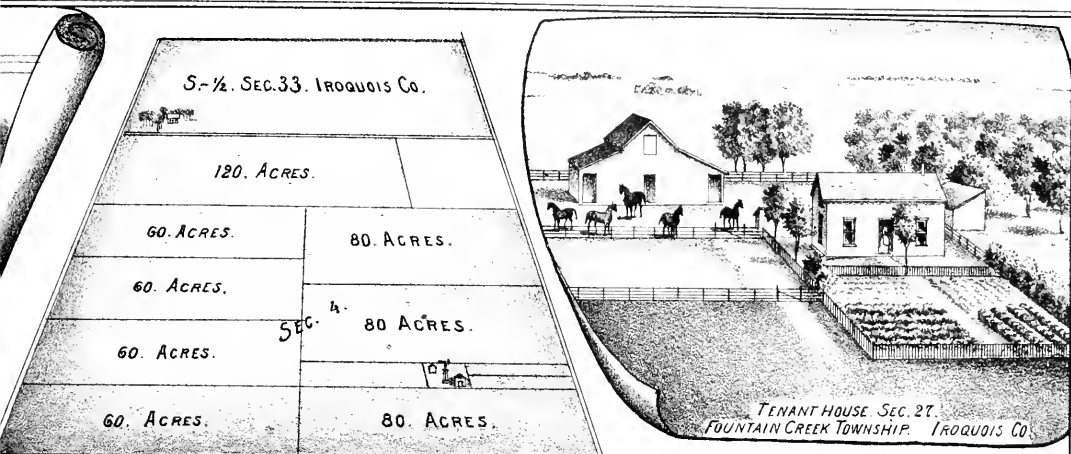 S.-½. SEC.33. IROQUOIS CO.
120. ACRES.
60. ACRES.
80. ACRES.
60. ACRES.
SEC. 4.
80 ACRES.
60. ACRES.
60. ACRES.
80. ACRES.
TENANT HOUSE. SEC. 27.
FOUNTAIN CREEK TOWNSHIP. IROQUOIS CO.